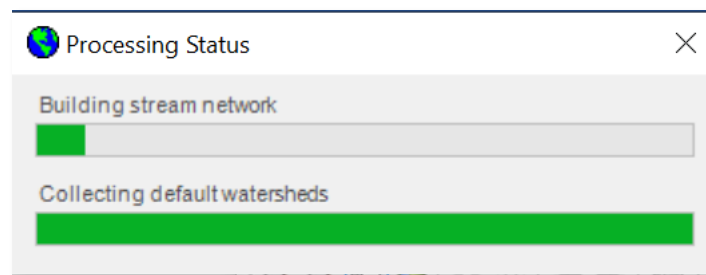 Processing Status
Building stream network
Collecting default watersheds